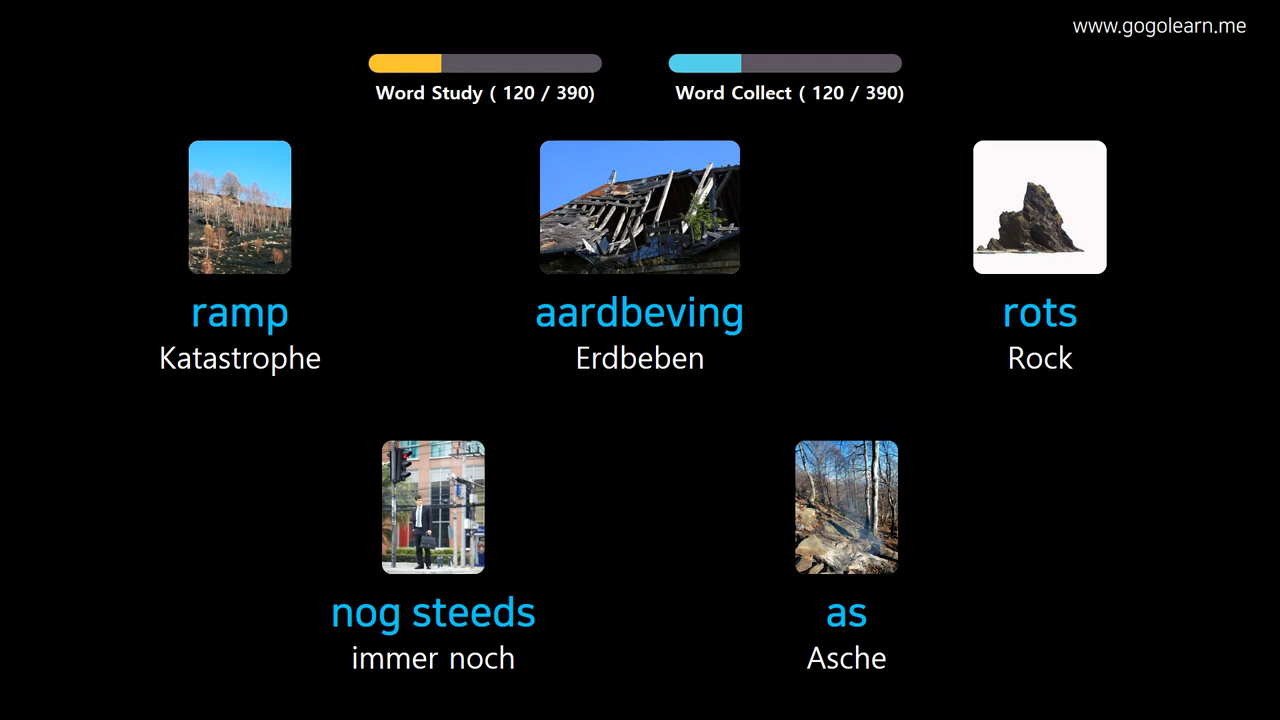 www.gogolearn.me
Word Study ( 120 / 390)
Word Collect ( 120 / 390)
ramp
Katastrophe
aardbeving
Erdbeben
rots
Rock
nog steeds
immer noch
as
Asche